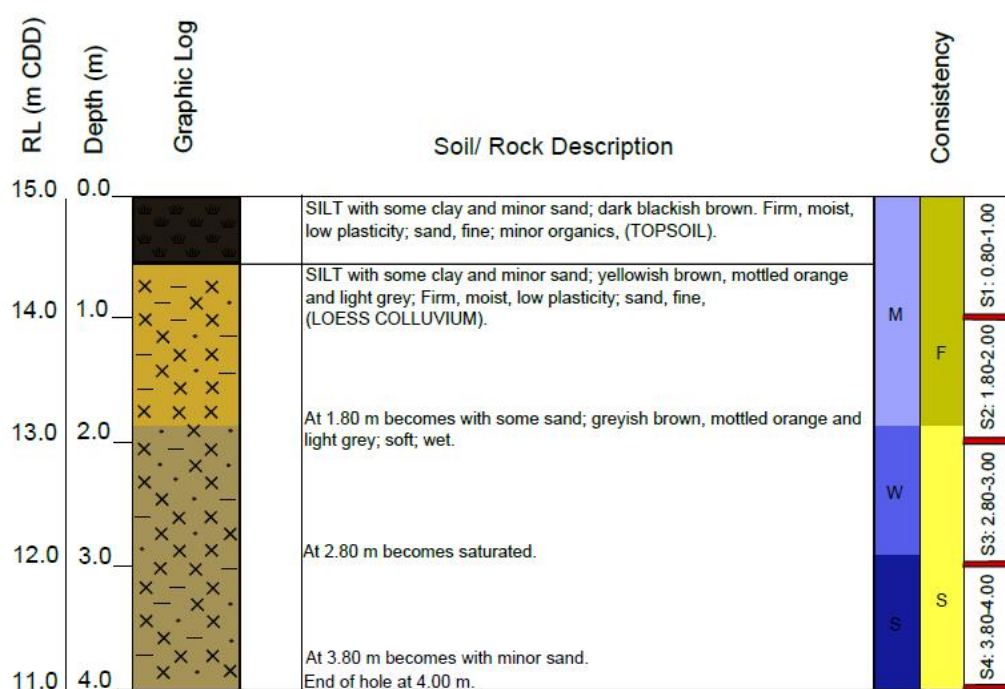 RL (m CDD)
Depth (m)
Graphic Log
Soil/ Rock Description
Consistency
15.0 0.0
SILT with some clay and minor sand; dark blackish brown. Firm, moist,
low plasticity; sand, fine; minor organics, (TOPSOIL).
SILT with some clay and minor sand; yellowish brown, mottled orange
and light grey; Firm, moist, low plasticity; sand, fine,
(LOESS COLLUVIUM).
S1: 0.80-1.00
14.0 1.0
M
F
At 1.80 m becomes with some sand; greyish brown, mottled orange and
light grey; soft; wet.
S2: 1.80-2.00
13.0 2.0
W
S3: 2.80-3.00
At 2.80 m becomes saturated.
12.0 3.0
S
S
S4: 3.80-4.00
At 3.80 m becomes with minor sand.
End of hole at 4.00 m.
11.0 4.0